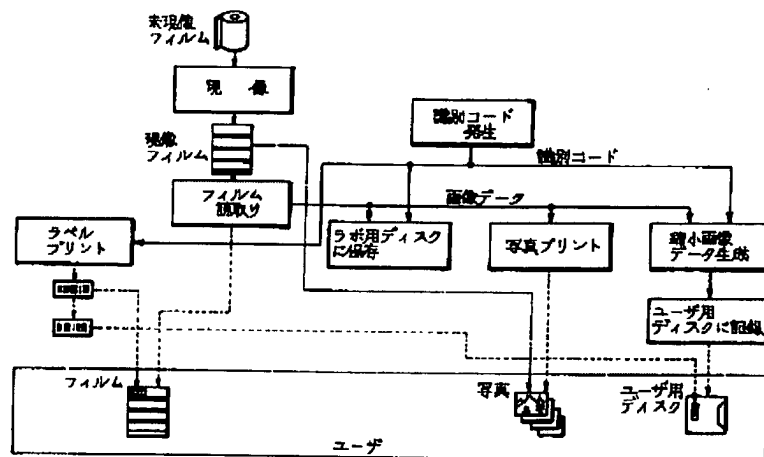 未現像
フィルム
現 像
識別コード
発生
現像
フィルム
識別コード
フィルム
読取り
画像データ
ラベル
プリント
ラボ用ディスク
に保存
写真プリント
縮小画像
データ生成
ユーザ用
ディスクに記録
フィルム
写真
ユーザ用
ディスク
ユーザ